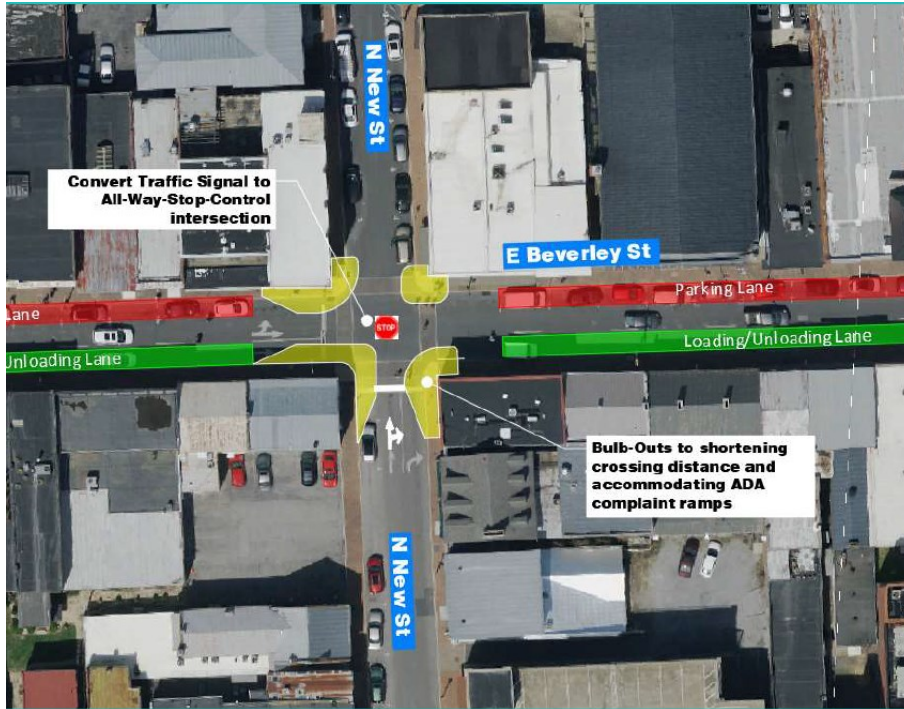 N New St
Convert Traffic Signal to
All-Way-Stop-Control
intersection
E Beverley St
Parking Lane
Lane
STOP
Loading/Unloading Lane
Unloading Lane
Bulb-Outs to shortening
crossing distance and
accommodating ADA
complaint ramps
N New St